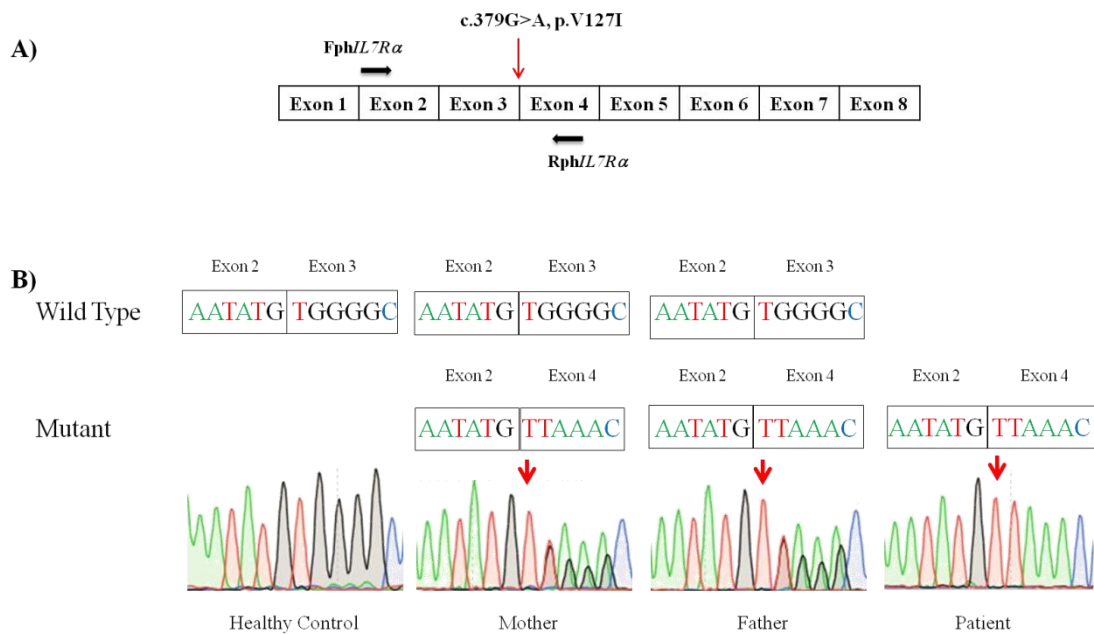 c.379G>A, p.V127I
A)
FphIL7Rα
Exon 1 Exon 2 Exon 3 Exon 4 Exon 5 Exon 6 Exon 7 Exon 8
RphIL7Rα
B)
Exon 2 Exon 3 Exon 2 Exon 3 Exon 2 Exon 3
Wild Type AATATG TGGGGC AATATG TGGGGC AATATG TGGGGC
Exon 2 Exon 4 Exon 2 Exon 4 Exon 2 Exon 4
Mutant AATATG TTAAAC AATATG TTAAAC AATATG TTAAAC
Healthy Control Mother Father Patient